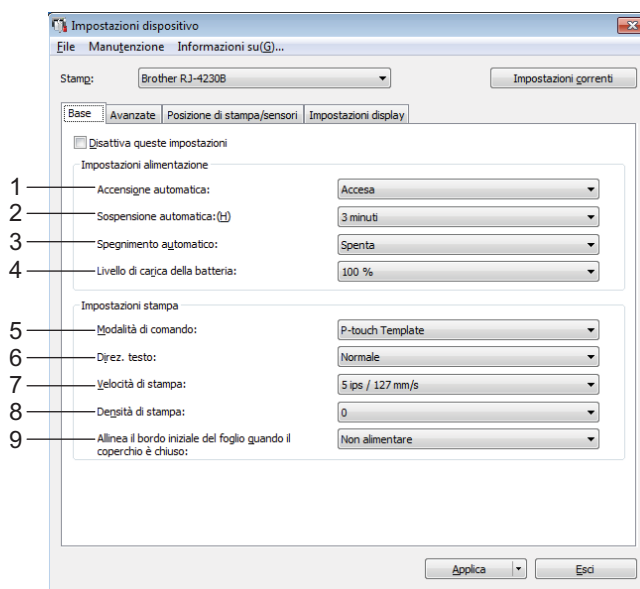 Impostazioni dispositivo
File Manutenzione Informazioni su(G)...
Stamp: Brother RJ-4230B Impostazioni correnti
Base Avanzate Posizione di stampa/sensori Impostazioni display
Disattiva queste impostazioni
Impostazioni alimentazione
1 Accensione automatica: Accesa
2 Sospensione automatica:(H) 3 minuti
3 Spegnimento automatico: Spenta
4 Livello di carica della batteria: 100 %
Impostazioni stampa
5 Modalità di comando: P-touch Template
6 Direz. testo: Normale
7 Velocità di stampa: 5 ips / 127 mm/s
8 Densità di stampa: 0
9 Allinea il bordo iniziale del foglio quando il Non alimentare
coperchio è chiuso:
Applica Esci